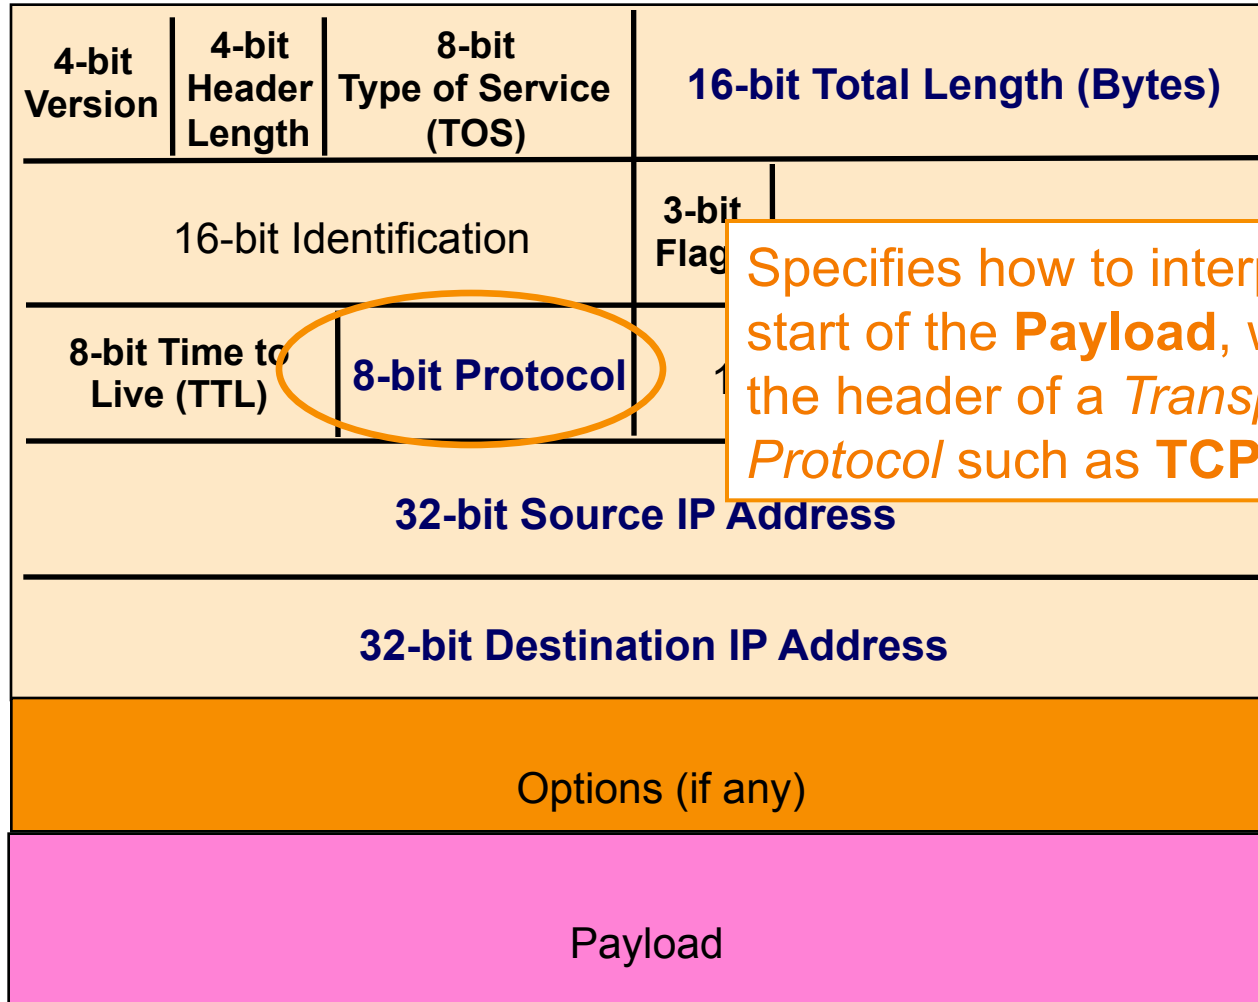 4-bit
Version
4-bit
Header
Length
8-bit
Type of Service
(TOS)
16-bit Total Length (Bytes)
16-bit Identification
3-bit
Flag
Specifies how to inter
start of the Payload,
the header of a Trans
Protocol such as TCP
8-bit Time to
Live (TTL)
8-bit Protocol
1
32-bit Source IP Address
32-bit Destination IP Address
Options (if any)
Payload